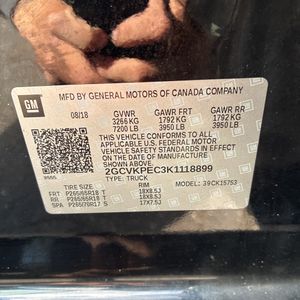 GM
MFD BY GENERAL MOTORS OF CANADA COMPANY
08/18 GVWR GAWR FRT GAWR RR
3266 KG 1792 KG 1792 KG
7200 LB 3950 LB 3950 LB
THIS VEHICLE CONFORMS TO ALL
APPLICABLE U.S. FEDERAL MOTOR
VEHICLE SAFETY STANDARDS IN EFFECT
ON THE DATE OF MANUFACTURE SHOWN ABOVE.
2GCVKPEC3K1118899
TYPE: TRUCK
TIRE SIZE RIM MODEL:
FRT P265/65R18 T 18X8.5J
RR P265/65R18 T 18X8.5J
SPA P265/70R17 S 17X7.5J